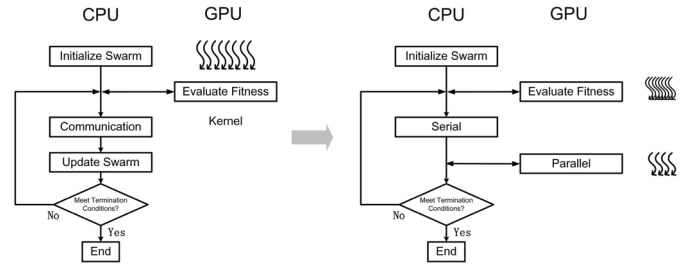 CPU
GPU
Initialize Swarm
Evaluate Fitness
Kernel
Communication
Update Swarm
Meet Termination
Conditions?
No
Yes
End
CPU
GPU
Initialize Swarm
Evaluate Fitness
Serial
Parallel
Meet Termination
Conditions?
No
Yes
End